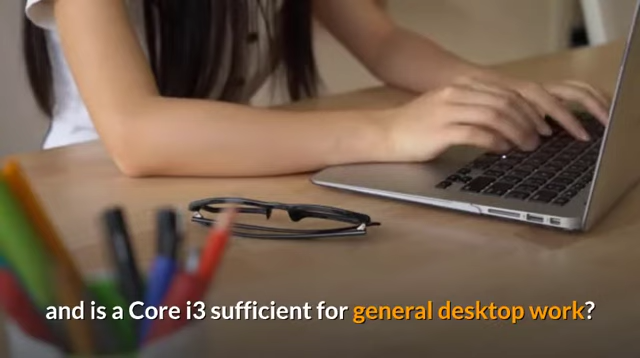 and is a Core i3 sufficient for general desktop work?